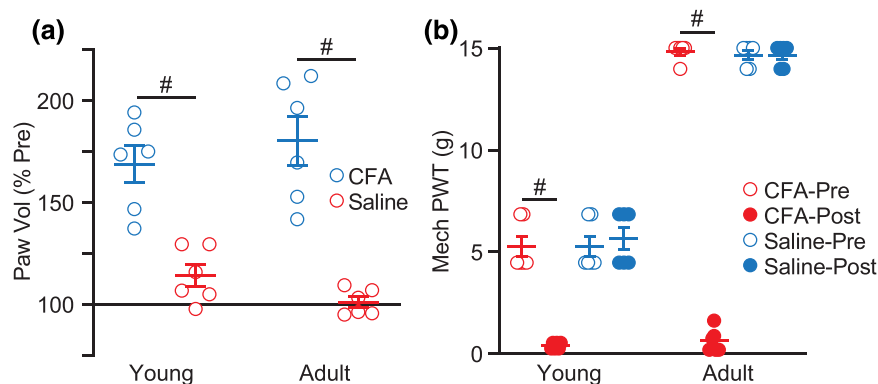 (a)
#
#
200
150
100
Paw Vol (% Pre)
CFA
Saline
Young
Adult
(b)
#
#
15
10
5
0
Mech PWT (g)
CFA-Pre
CFA-Post
Saline-Pre
Saline-Post
Young
Adult